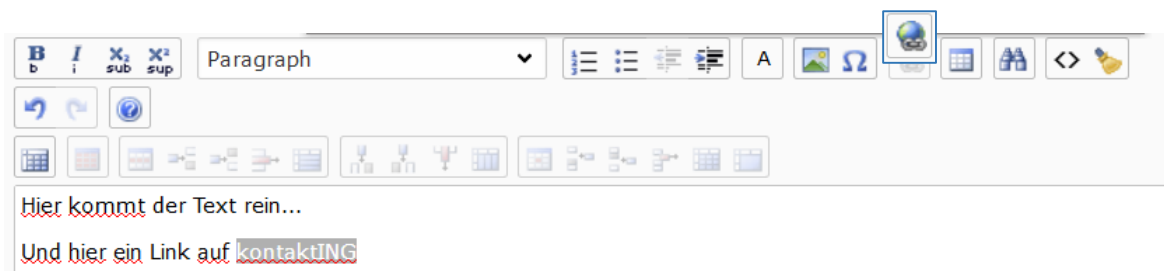 B b I i X₂ sub X² sup Paragraph A Ω <>
Hier kommt der Text rein...
Und hier ein Link auf kontaktING